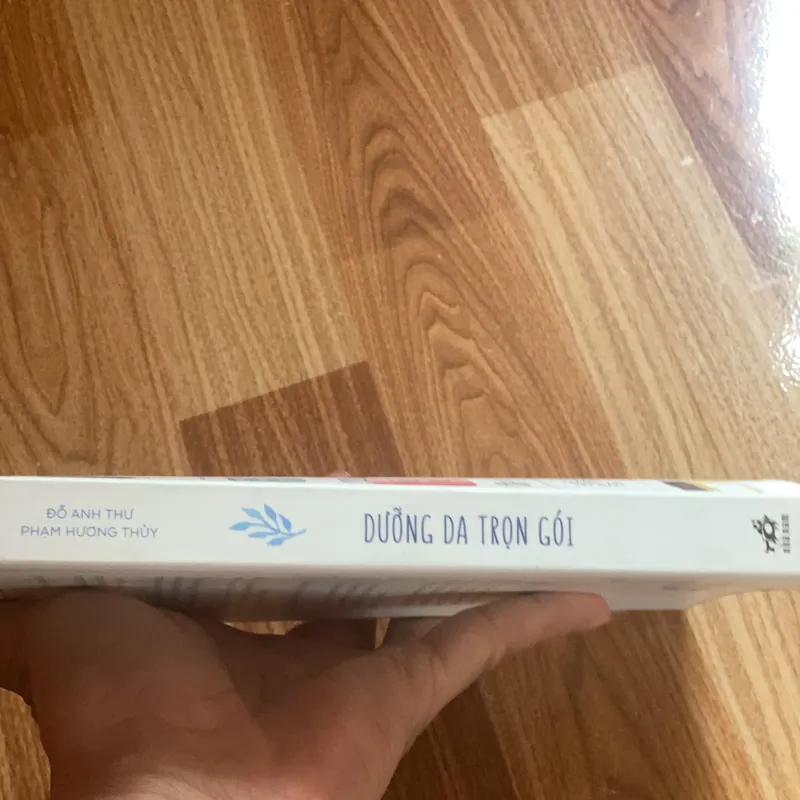 ĐỖ ANH THƯ
PHẠM HƯƠNG THỦY
DƯỠNG DA TRỌN GÓI